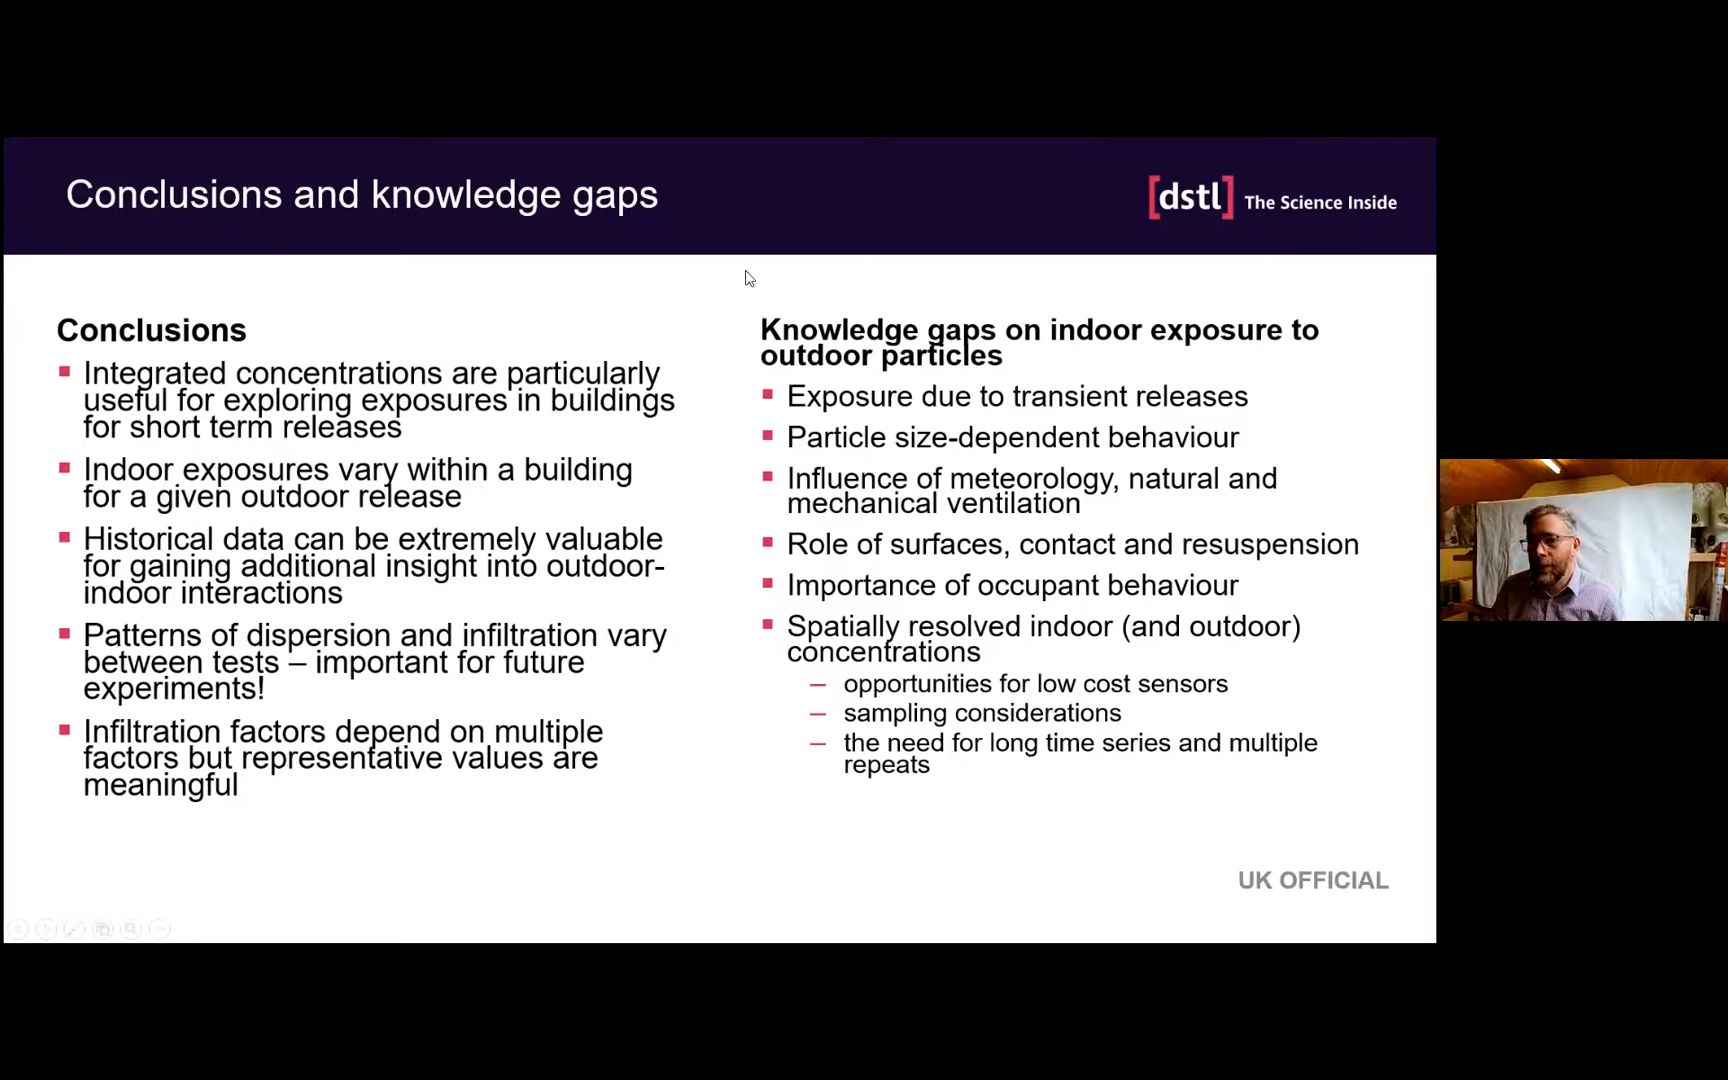 Conclusions and knowledge gaps
[dstl] The Science Inside
Conclusions
Integrated concentrations are particularly
useful for exploring exposures in buildings
for short term releases
Indoor exposures vary within a building
for a given outdoor release
Historical data can be extremely valuable
for gaining additional insight into outdoor-
indoor interactions
Patterns of dispersion and infiltration vary
between tests – important for future
experiments!
Infiltration factors depend on multiple
factors but representative values are
meaningful
Knowledge gaps on indoor exposure to
outdoor particles
Exposure due to transient releases
Particle size-dependent behaviour
Influence of meteorology, natural and
mechanical ventilation
Role of surfaces, contact and resuspension
Importance of occupant behaviour
Spatially resolved indoor (and outdoor)
concentrations
– opportunities for low cost sensors
– sampling considerations
– the need for long time series and multiple
repeats
UK OFFICIAL